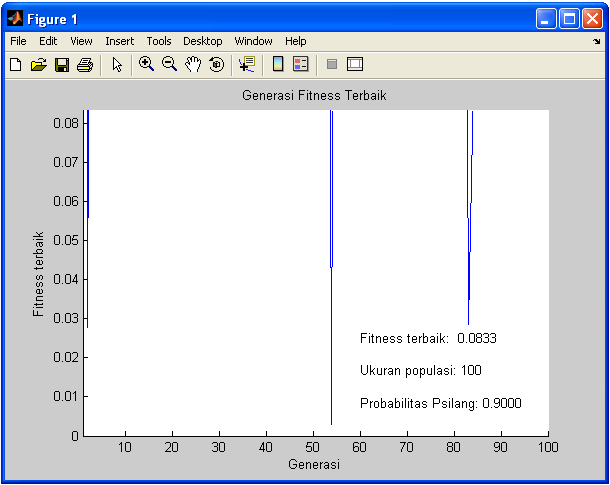 Figure 1
File Edit View Insert Tools Desktop Window Help
Generasi Fitness Terbaik
0.08
0.07
0.06
0.05
0.04
0.03
0.02
0.01
0
Fitness terbaik
Fitness terbaik: 0.0833
Ukuran populasi: 100
Probabilitas Psilang: 0.9000
10 20 30 40 50 60 70 80 90 100
Generasi